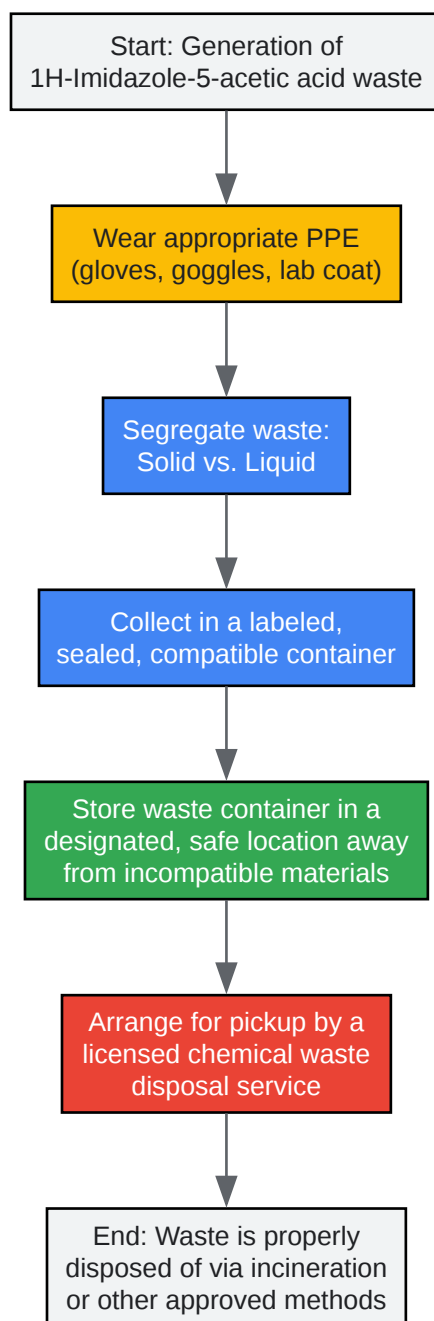 Start: Generation of
1H-Imidazole-5-acetic acid waste
Wear appropriate PPE
(gloves, goggles, lab coat)
Segregate waste:
Solid vs. Liquid
Collect in a labeled,
sealed, compatible container
Store waste container in a
designated, safe location away
from incompatible materials
Arrange for pickup by a
licensed chemical waste
disposal service
End: Waste is properly
disposed of via incineration
or other approved methods